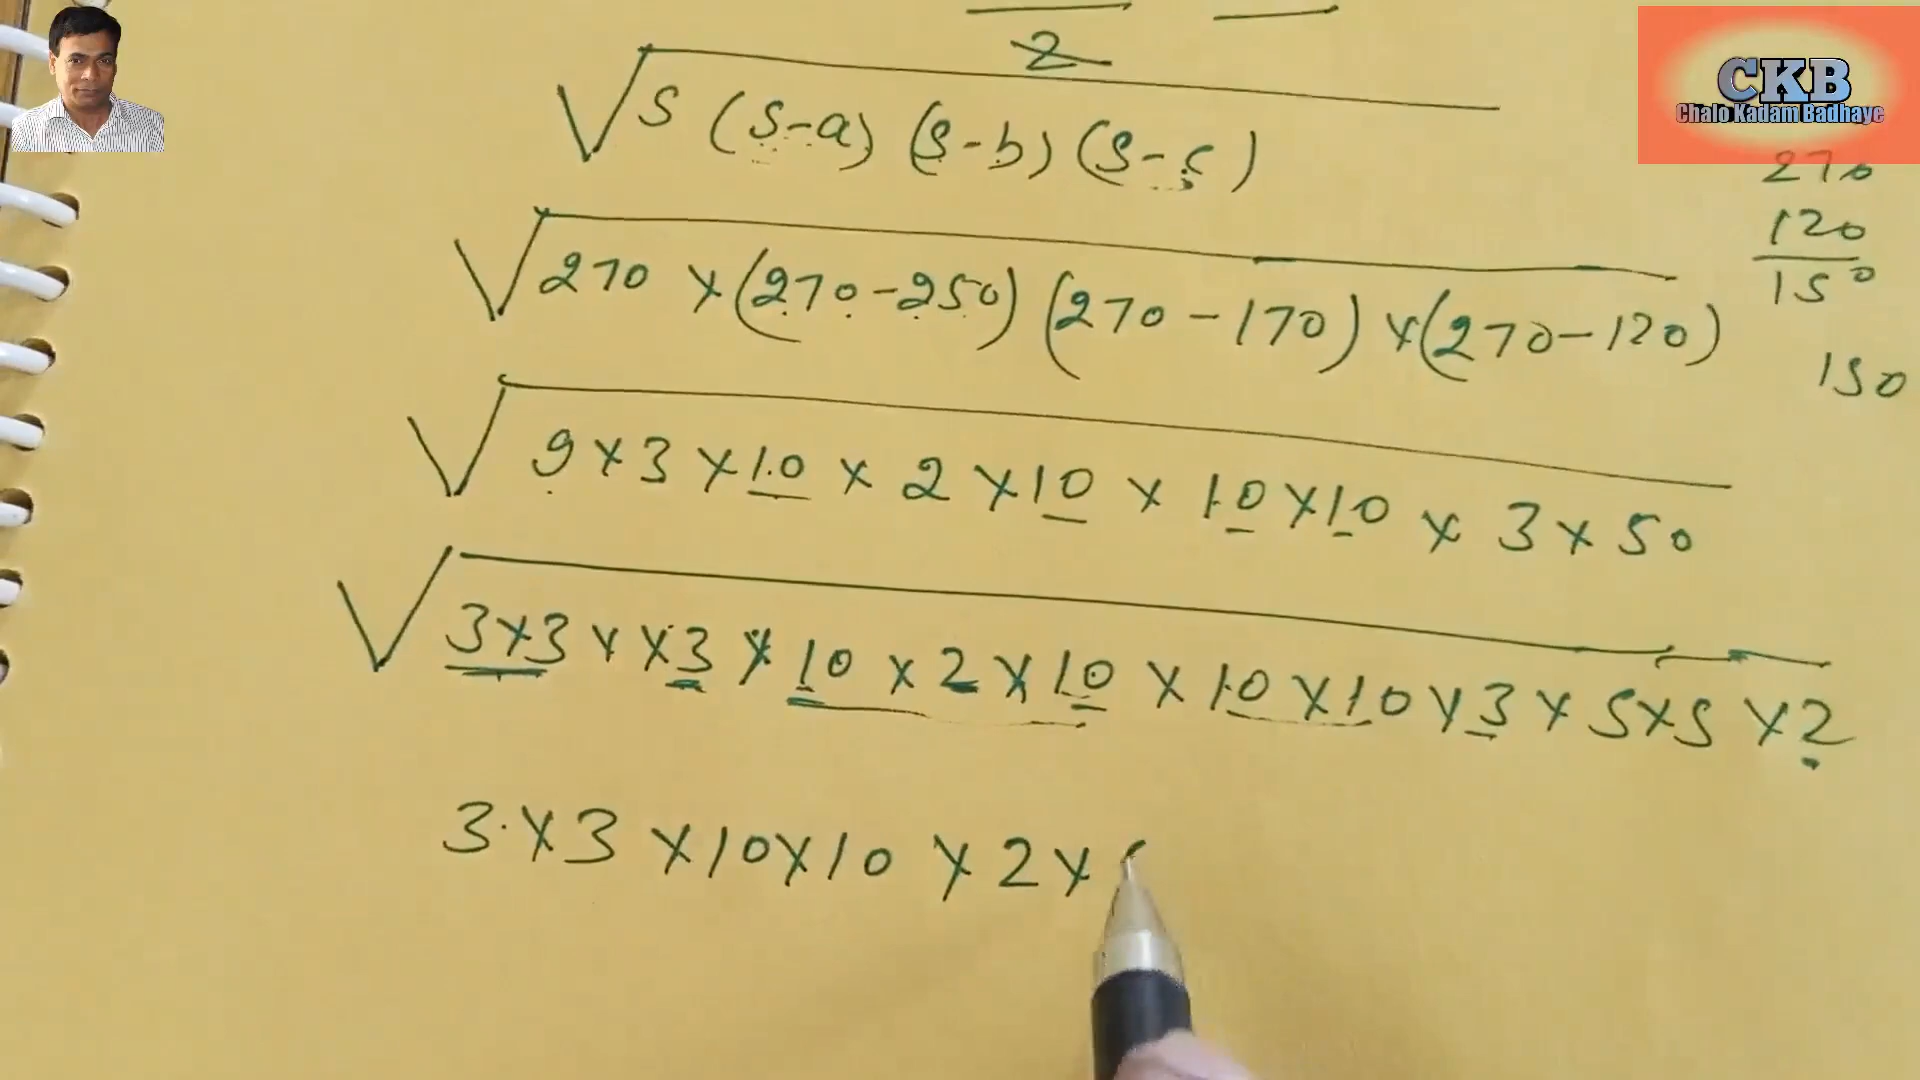 CKB
Chalo Kadam Badhaye
2
√S (S-a) (S-b) (S-c)
270
120
150
√270 × (270-250) (270-170) × (270-120)
150
√9×3×10×2×10×10×10×3×50
√3×3××3×10×2×10×10×10×3×5×5×2
3×3×10×10×2×